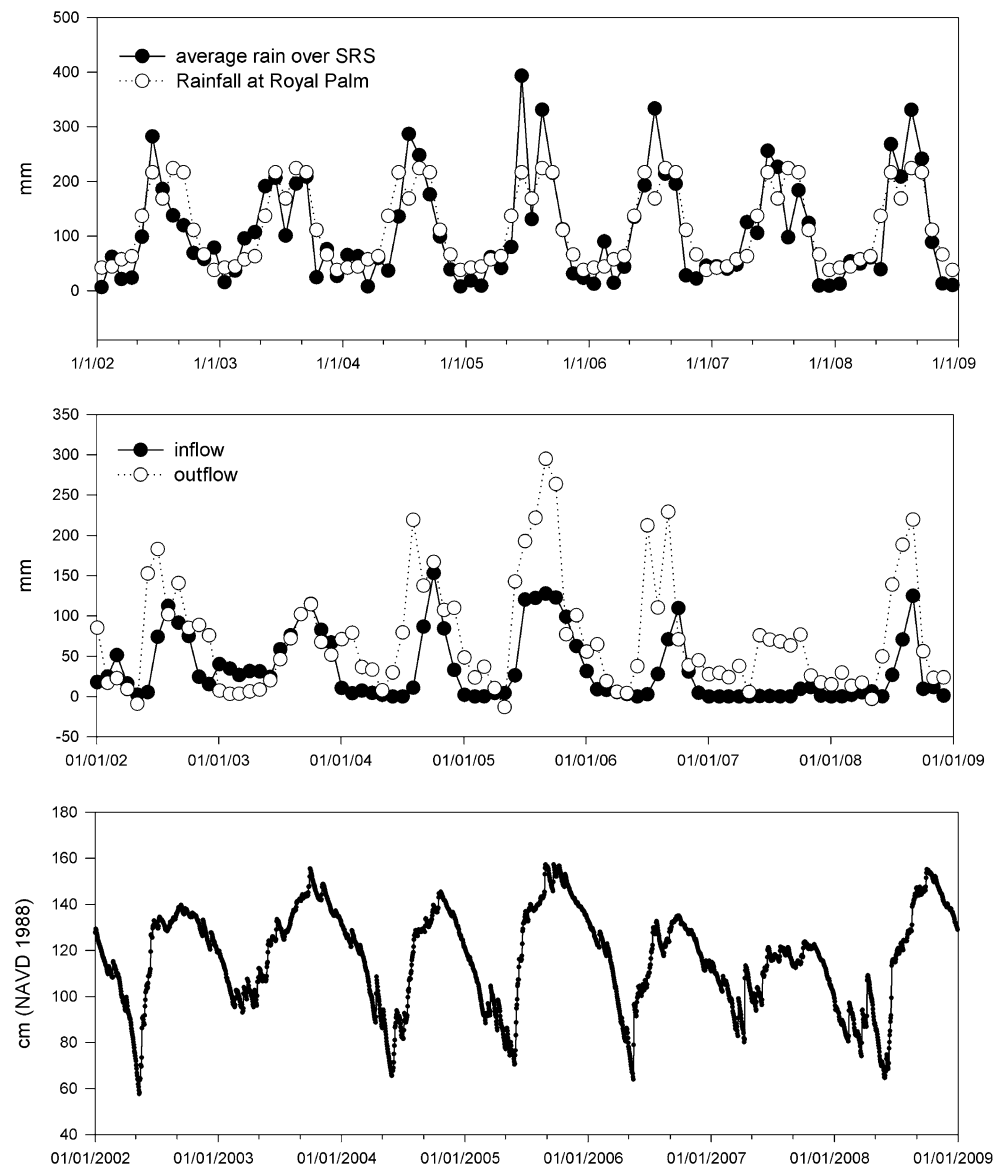 500
400
300
200
100
0
mm
average rain over SRS
Rainfall at Royal Palm
1/1/02 1/1/03 1/1/04 1/1/05 1/1/06 1/1/07 1/1/08 1/1/09
350
300
250
200
150
100
50
0
-50
mm
inflow
outflow
01/01/02 01/01/03 01/01/04 01/01/05 01/01/06 01/01/07 01/01/08 01/01/09
180
160
140
120
100
80
60
40
cm (NAVD 1988)
01/01/2002 01/01/2003 01/01/2004 01/01/2005 01/01/2006 01/01/2007 01/01/2008 01/01/2009